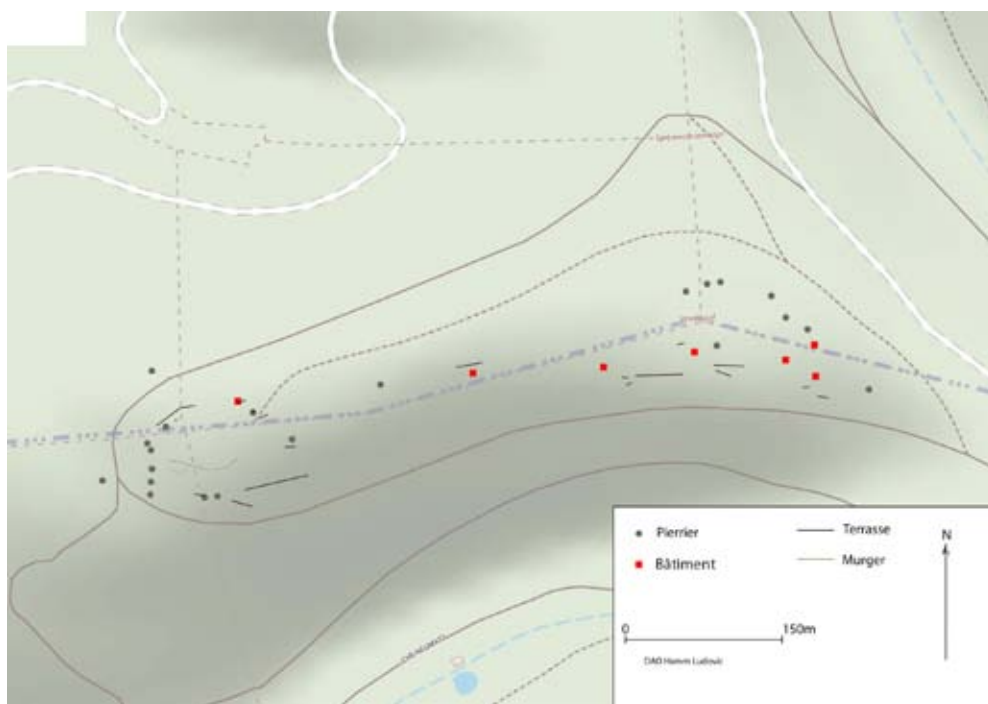 Pierrier
Terrasse
Bâtiment
Murger
N
0
150m
DAO Hamm Ludovic